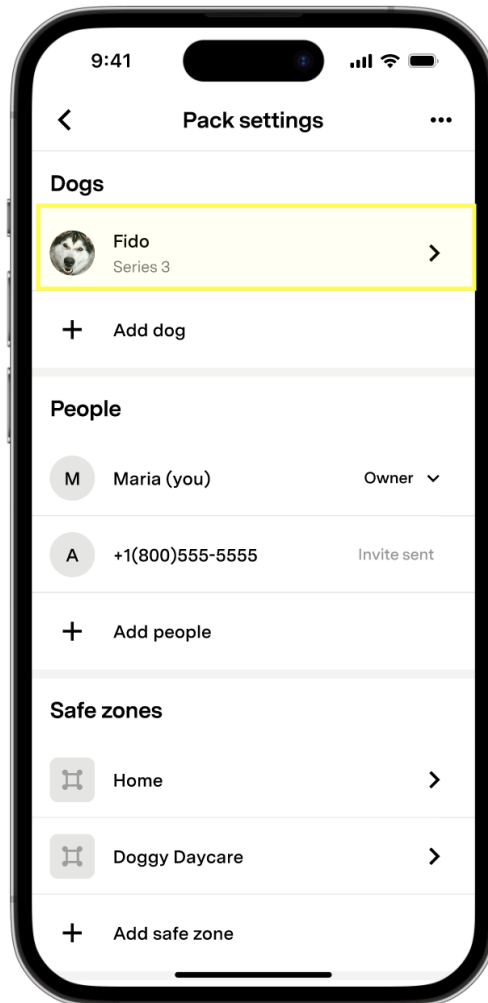 9:41
Pack settings
Dogs
Fido
Series 3
Add dog
People
M Maria (you) Owner
A +1(800)555-5555 Invite sent
Add people
Safe zones
Home
Doggy Daycare
Add safe zone